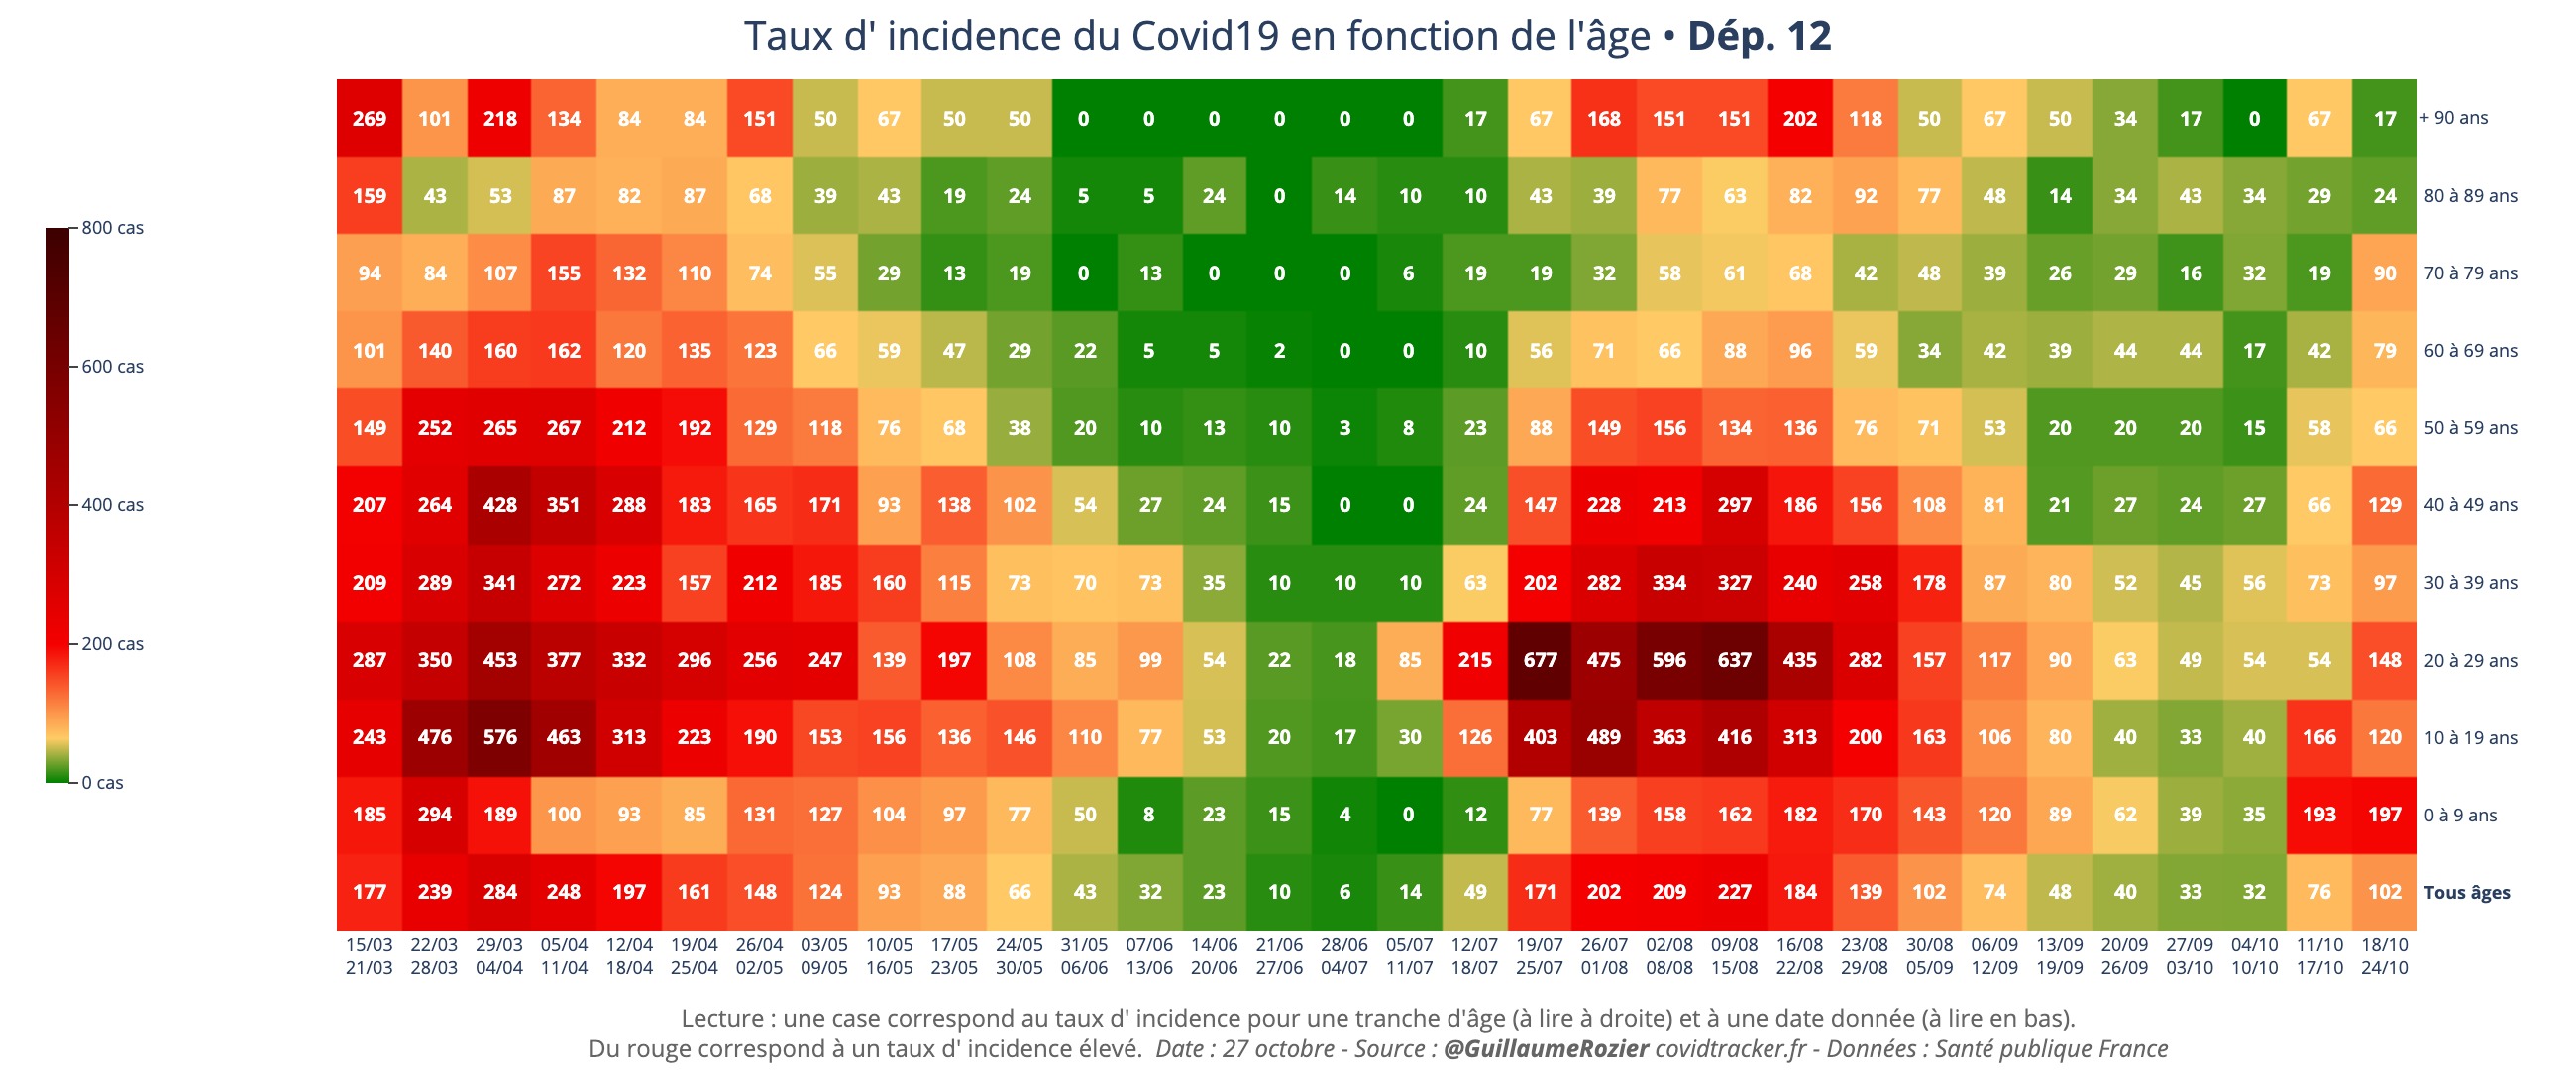 Taux d' incidence du Covid19 en fonction de l'âge • Dép. 12
269 101 218 134 84 84 151 50 67 50 50 0 0 0 0 0 0 17 67 168 151 151 202 118 50 67 50 34 17 0 67 17 + 90 ans
159 43 53 87 82 87 68 39 43 19 24 5 5 24 0 14 10 10 43 39 77 63 82 92 77 48 14 34 43 34 29 24 80 à 89 ans
94 84 107 155 132 110 74 55 29 13 19 0 13 0 0 0 6 19 19 32 58 61 68 42 48 39 26 29 16 32 19 90 70 à 79 ans
101 140 160 162 120 135 123 66 59 47 29 22 5 5 2 0 0 10 56 71 66 88 96 59 34 42 39 44 44 17 42 79 60 à 69 ans
149 252 265 267 212 192 129 118 76 68 38 20 10 13 10 3 8 23 88 149 156 134 136 76 71 53 20 20 20 15 58 66 50 à 59 ans
207 264 428 351 288 183 165 171 93 138 102 54 27 24 15 0 0 24 147 228 213 297 186 156 108 81 21 27 24 27 66 129 40 à 49 ans
209 289 341 272 223 157 212 185 160 115 73 70 73 35 10 10 10 63 202 282 334 327 240 258 178 87 80 52 45 56 73 97 30 à 39 ans
287 350 453 377 332 296 256 247 139 197 108 85 99 54 22 18 85 215 677 475 596 637 435 282 157 117 90 63 49 54 54 148 20 à 29 ans
243 476 576 463 313 223 190 153 156 136 146 110 77 53 20 17 30 126 403 489 363 416 313 200 163 106 80 40 33 40 166 120 10 à 19 ans
185 294 189 100 93 85 131 127 104 97 77 50 8 23 15 4 0 12 77 139 158 162 182 170 143 120 89 62 39 35 193 197 0 à 9 ans
177 239 284 248 197 161 148 124 93 88 66 43 32 23 10 6 14 49 171 202 209 227 184 139 102 74 48 40 33 32 76 102 Tous âges
15/03 22/03 29/03 05/04 12/04 19/04 26/04 03/05 10/05 17/05 24/05 31/05 07/06 14/06 21/06 28/06 05/07 12/07 19/07 26/07 02/08 09/08 16/08 23/08 30/08 06/09 13/09 20/09 27/09 04/10 11/10 18/10
21/03 28/03 04/04 11/04 18/04 25/04 02/05 09/05 16/05 23/05 30/05 06/06 13/06 20/06 27/06 04/07 11/07 18/07 25/07 01/08 08/08 15/08 22/08 29/08 05/09 12/09 19/09 26/09 03/10 10/10 17/10 24/10
800 cas
600 cas
400 cas
200 cas
0 cas
Lecture : une case correspond au taux d' incidence pour une tranche d'âge (à lire à droite) et à une date donnée (à lire en bas).
Du rouge correspond à un taux d' incidence élevé. Date : 27 octobre - Source : @GuillaumeRozier covidtracker.fr - Données : Santé publique France